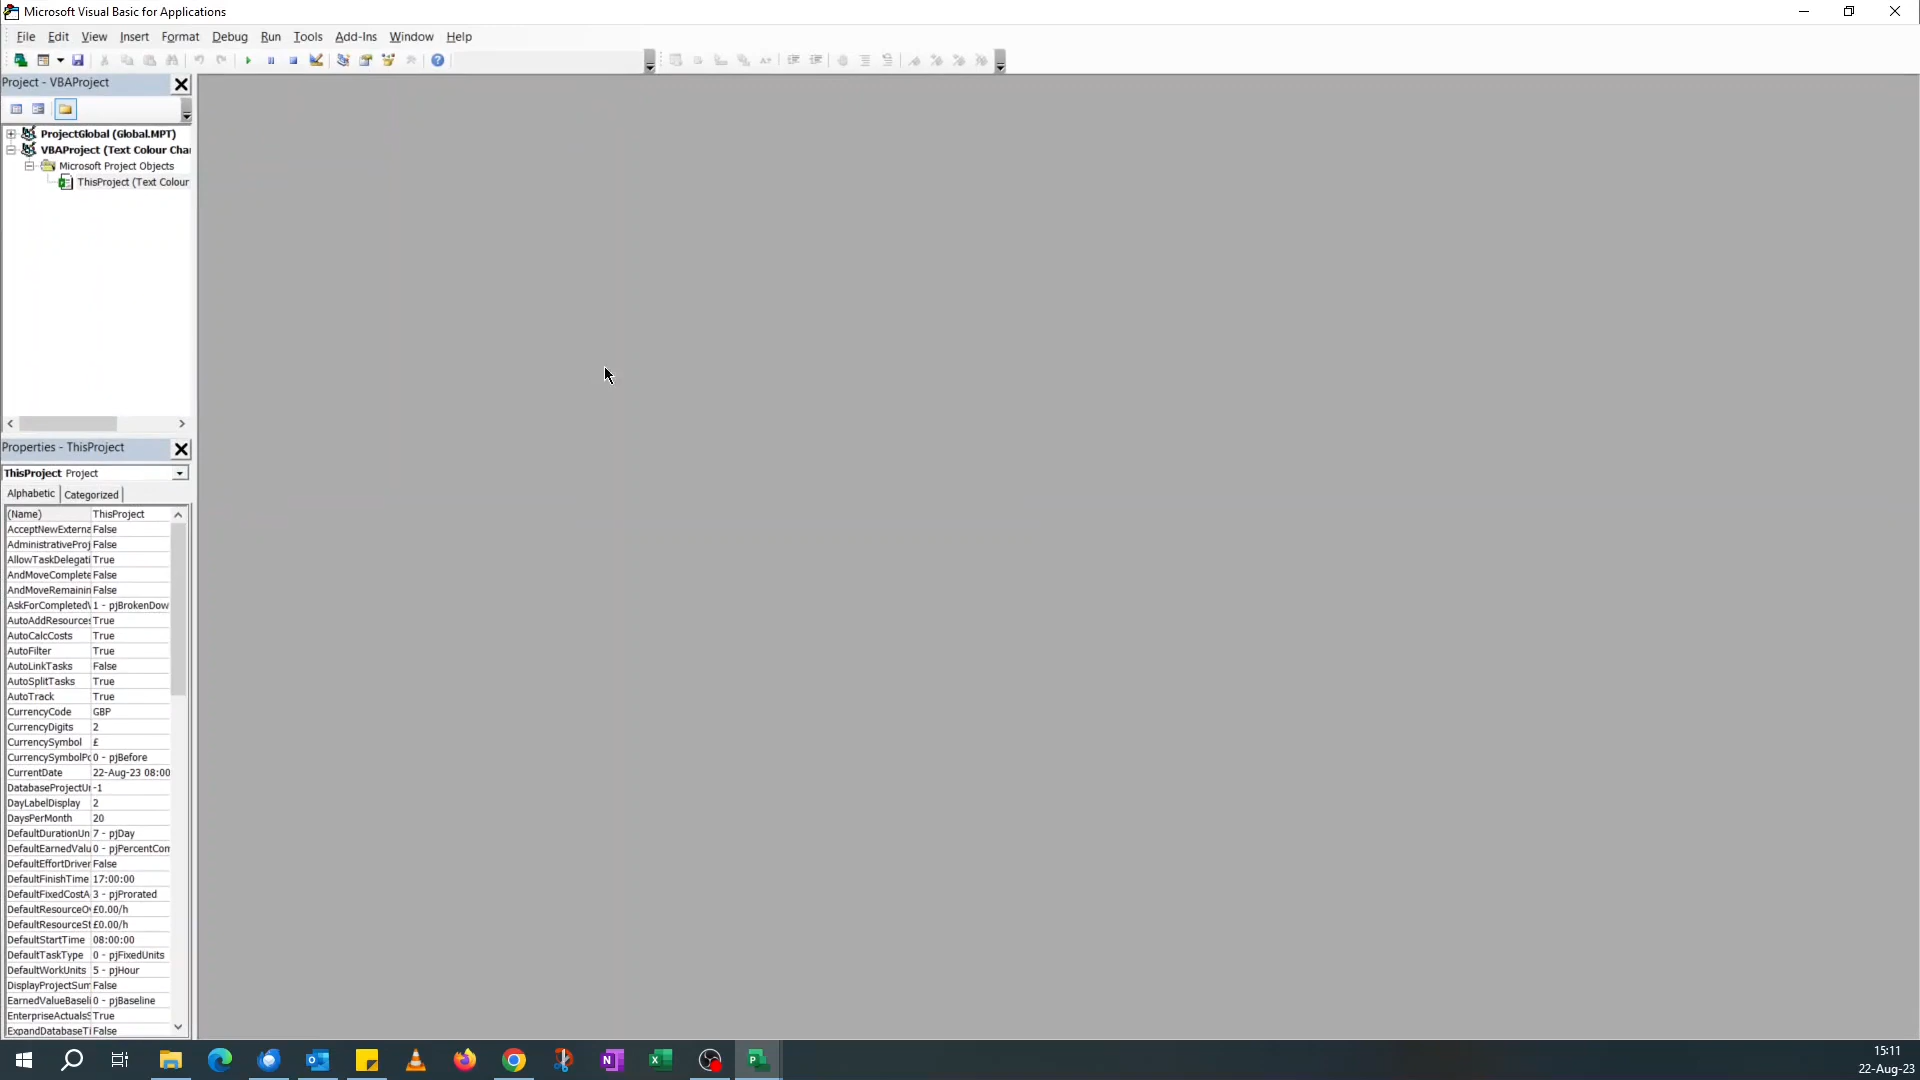 Microsoft Visual Basic for Applications
File Edit View Insert Format Debug Run Tools Add-Ins Window Help
Project - VBAProject
ProjectGlobal (Global.MPT)
VBAProject (Text Colour Cha
Microsoft Project Objects
ThisProject (Text Colour
Properties - ThisProject
ThisProject Project
Alphabetic Categorized
(Name) ThisProject
AcceptNewExterna False
AdministrativeProj False
AllowTaskDelegati True
AndMoveComplete False
AndMoveRemainin False
AskForCompleted 1 - pjBrokenDow
AutoAddResources True
AutoCalcCosts True
AutoFilter True
AutoLinkTasks False
AutoSplitTasks True
AutoTrack True
CurrencyCode GBP
CurrencyDigits 2
CurrencySymbol £
CurrencySymbolPo 0 - pjBefore
CurrentDate 22-Aug-23 08:00
DatabaseProjectU -1
DayLabelDisplay 2
DaysPerMonth 20
DefaultDurationUn 7 - pjDay
DefaultEarnedValu 0 - pjPercentCom
DefaultEffortDriver False
DefaultFinishTime 17:00:00
DefaultFixedCostA 3 - pjProrated
DefaultResourceO £0.00/h
DefaultResourceSt £0.00/h
DefaultStartTime 08:00:00
DefaultTaskType 0 - pjFixedUnits
DefaultWorkUnits 5 - pjHour
DisplayProjectSum False
EarnedValueBaseli 0 - pjBaseline
EnterpriseActualsS True
ExpandDatabaseTi False
15:11
22-Aug-23